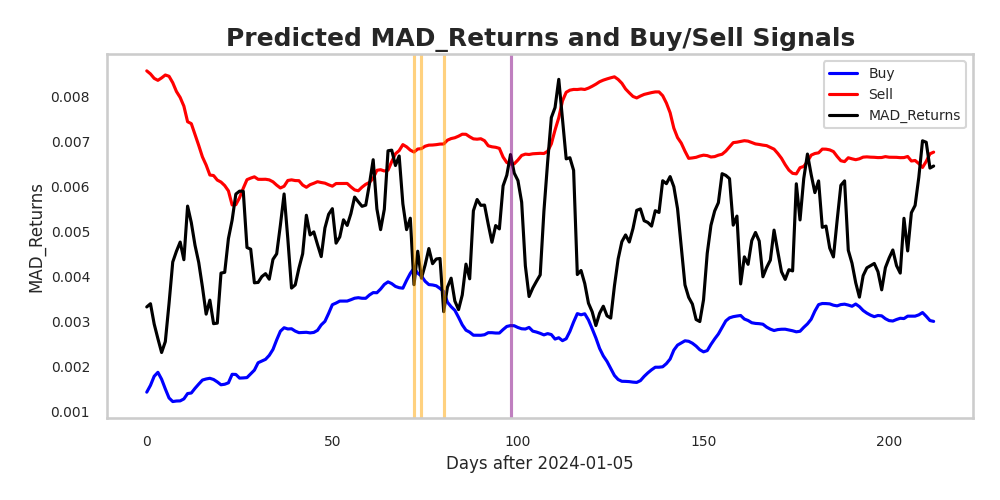 Predicted MAD_Returns and Buy/Sell Signals
Buy
Sell
MAD_Returns
MAD_Returns
0.008
0.007
0.006
0.005
0.004
0.003
0.002
0.001
0 50 100 150 200
Days after 2024-01-05